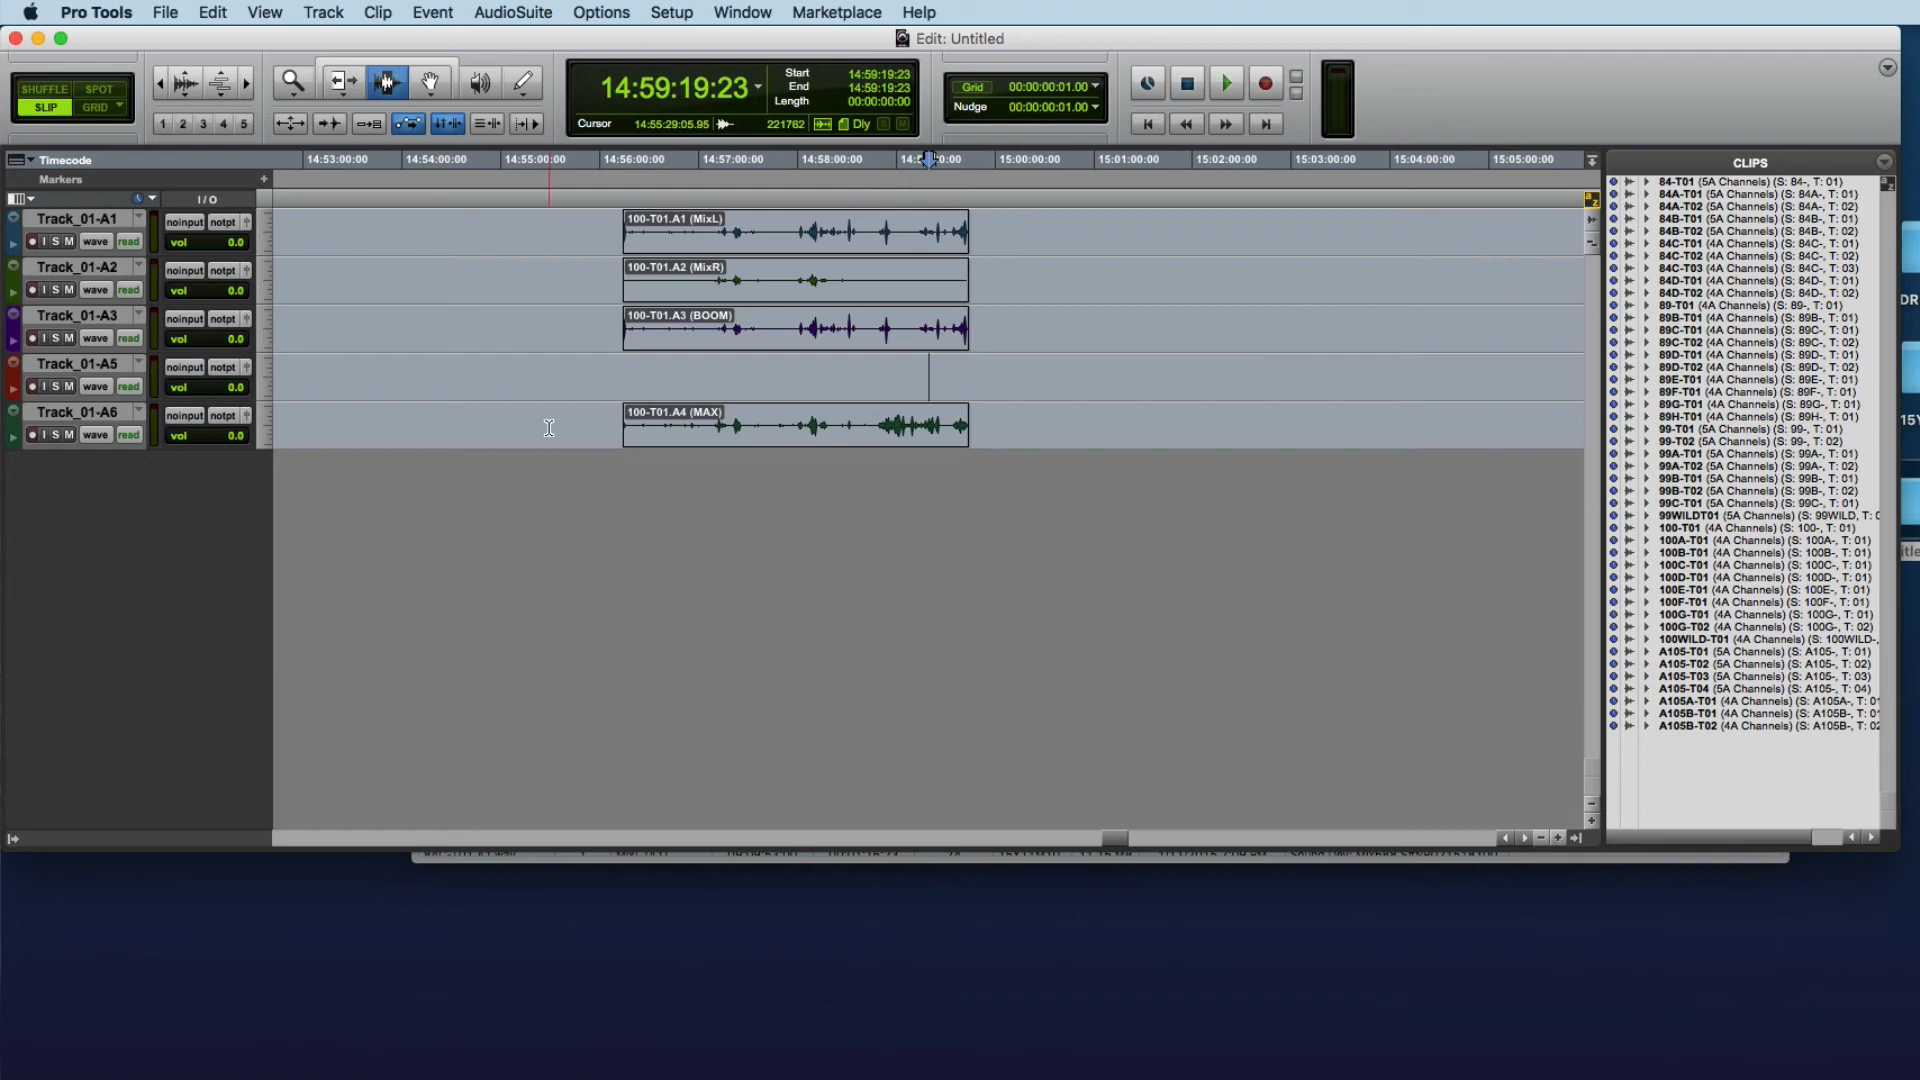 Pro Tools File Edit View Track Clip Event AudioSuite Options Setup Window Marketplace Help
Edit: Untitled
SHUFFLE SPOT
SLIP GRID
1 2 3 4 5
14:59:19:23
Start 14:59:19:23
End 14:59:19:23
Length 00:00:00:00
Cursor 14:55:29:05.95 221762 Dly
Grid 00:00:00:01.00
Nudge 00:00:00:01.00
Timecode 14:53:00:00 14:54:00:00 14:55:00:00 14:56:00:00 14:57:00:00 14:58:00:00 15:00:00:00 15:01:00:00 15:02:00:00 15:03:00:00 15:04:00:00 15:05:00:00
Markers
I / O
Track_01-A1 noinput notpt
I S M wave read vol 0.0
100-T01.A1 (MixL)
Track_01-A2 noinput notpt
I S M wave read vol 0.0
100-T01.A2 (MixR)
Track_01-A3 noinput notpt
I S M wave read vol 0.0
100-T01.A3 (BOOM)
Track_01-A5 noinput notpt
I S M wave read vol 0.0
Track_01-A6 noinput notpt
I S M wave read vol 0.0
100-T01.A4 (MAX)
CLIPS
84-T01 (5A Channels) (S: 84-, T: 01)
84A-T01 (5A Channels) (S: 84A-, T: 01)
84A-T02 (5A Channels) (S: 84A-, T: 02)
84B-T01 (5A Channels) (S: 84B-, T: 01)
84B-T02 (5A Channels) (S: 84B-, T: 02)
84C-T01 (4A Channels) (S: 84C-, T: 01)
84C-T02 (4A Channels) (S: 84C-, T: 02)
84C-T03 (4A Channels) (S: 84C-, T: 03)
84D-T01 (4A Channels) (S: 84D-, T: 01)
84D-T02 (4A Channels) (S: 84D-, T: 02)
89-T01 (4A Channels) (S: 89-, T: 01)
89B-T01 (4A Channels) (S: 89B-, T: 01)
89C-T01 (4A Channels) (S: 89C-, T: 01)
89C-T02 (4A Channels) (S: 89C-, T: 02)
89D-T01 (4A Channels) (S: 89D-, T: 01)
89D-T02 (4A Channels) (S: 89D-, T: 02)
89E-T01 (4A Channels) (S: 89E-, T: 01)
89F-T01 (4A Channels) (S: 89F-, T: 01)
89G-T01 (4A Channels) (S: 89G-, T: 01)
89H-T01 (4A Channels) (S: 89H-, T: 01)
99-T01 (5A Channels) (S: 99-, T: 01)
99-T02 (5A Channels) (S: 99-, T: 02)
99A-T01 (5A Channels) (S: 99A-, T: 01)
99A-T02 (5A Channels) (S: 99A-, T: 02)
99B-T01 (5A Channels) (S: 99B-, T: 01)
99B-T02 (5A Channels) (S: 99B-, T: 02)
99C-T01 (5A Channels) (S: 99C-, T: 01)
99WILDT01 (5A Channels) (S: 99WILD, T: 0
100-T01 (4A Channels) (S: 100-, T: 01)
100A-T01 (4A Channels) (S: 100A-, T: 01)
100B-T01 (4A Channels) (S: 100B-, T: 01)
100C-T01 (4A Channels) (S: 100C-, T: 01)
100D-T01 (4A Channels) (S: 100D-, T: 01)
100E-T01 (4A Channels) (S: 100E-, T: 01)
100F-T01 (4A Channels) (S: 100F-, T: 01)
100G-T01 (4A Channels) (S: 100G-, T: 01)
100G-T02 (4A Channels) (S: 100G-, T: 02)
100WILD-T01 (4A Channels) (S: 100WILD-,
A105-T01 (5A Channels) (S: A105-, T: 01)
A105-T02 (5A Channels) (S: A105-, T: 02)
A105-T03 (5A Channels) (S: A105-, T: 03)
A105-T04 (5A Channels) (S: A105-, T: 04)
A105A-T01 (4A Channels) (S: A105A-, T: 01
A105B-T01 (4A Channels) (S: A105B-, T: 01
A105B-T02 (4A Channels) (S: A105B-, T: 02